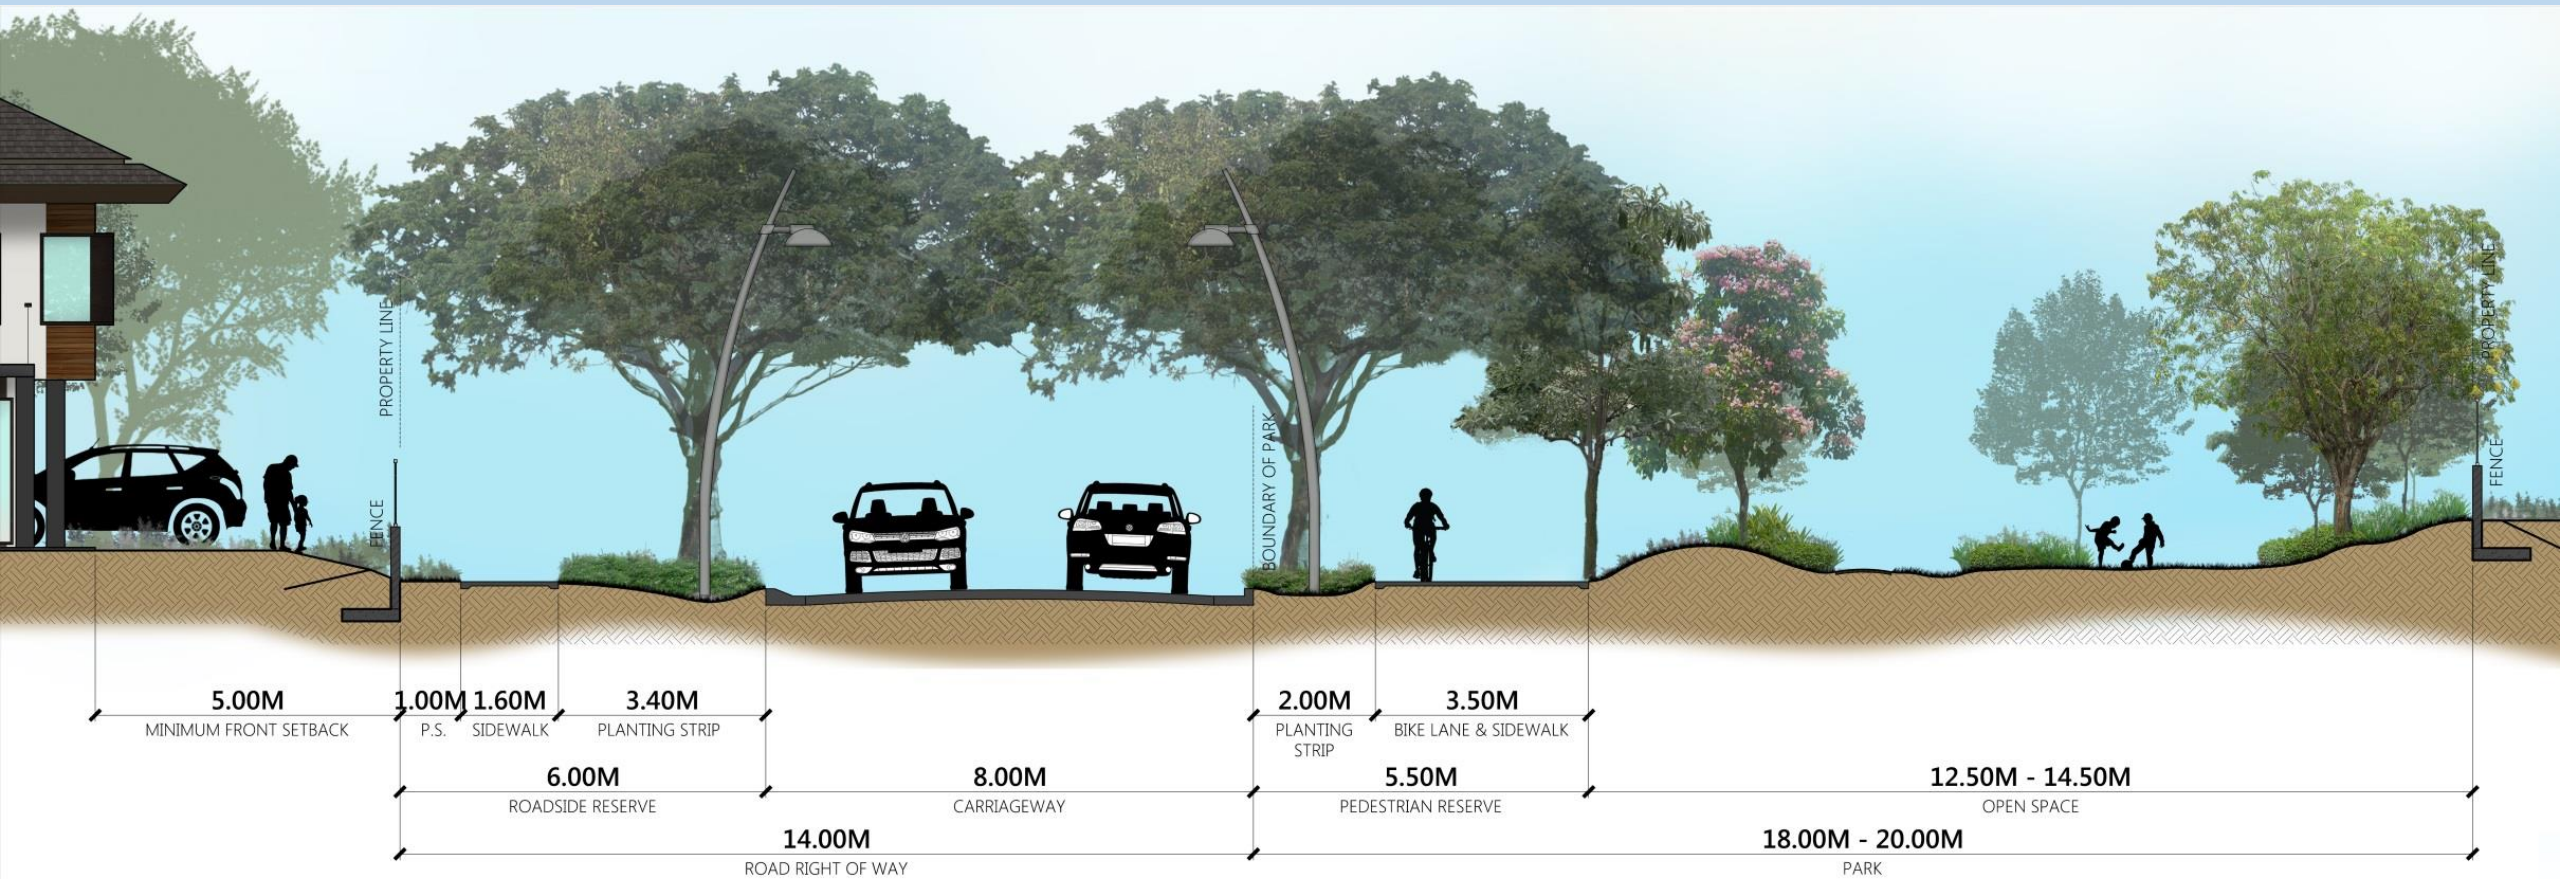 PROPERTY LINE
FENCE
BOUNDARY OF PARK
PROPERTY LINE
FENCE
5.00M
MINIMUM FRONT SETBACK
1.00M
P.S.
1.60M
SIDEWALK
3.40M
PLANTING STRIP
2.00M
PLANTING
STRIP
3.50M
BIKE LANE & SIDEWALK
6.00M
ROADSIDE RESERVE
8.00M
CARRIAGEWAY
5.50M
PEDESTRIAN RESERVE
12.50M - 14.50M
OPEN SPACE
14.00M
ROAD RIGHT OF WAY
18.00M - 20.00M
PARK